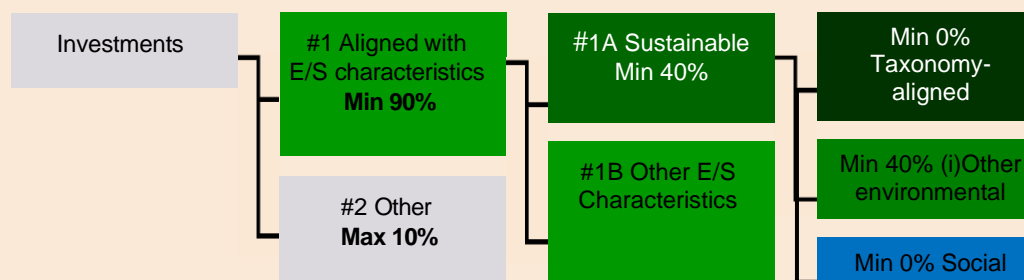 Investments
#1 Aligned with
E/S characteristics
Min 90%
#2 Other
Max 10%
#1A Sustainable
Min 40%
#1B Other E/S
Characteristics
Min 0%
Taxonomy-
aligned
Min 40% (i)Other
environmental
Min 0% Social